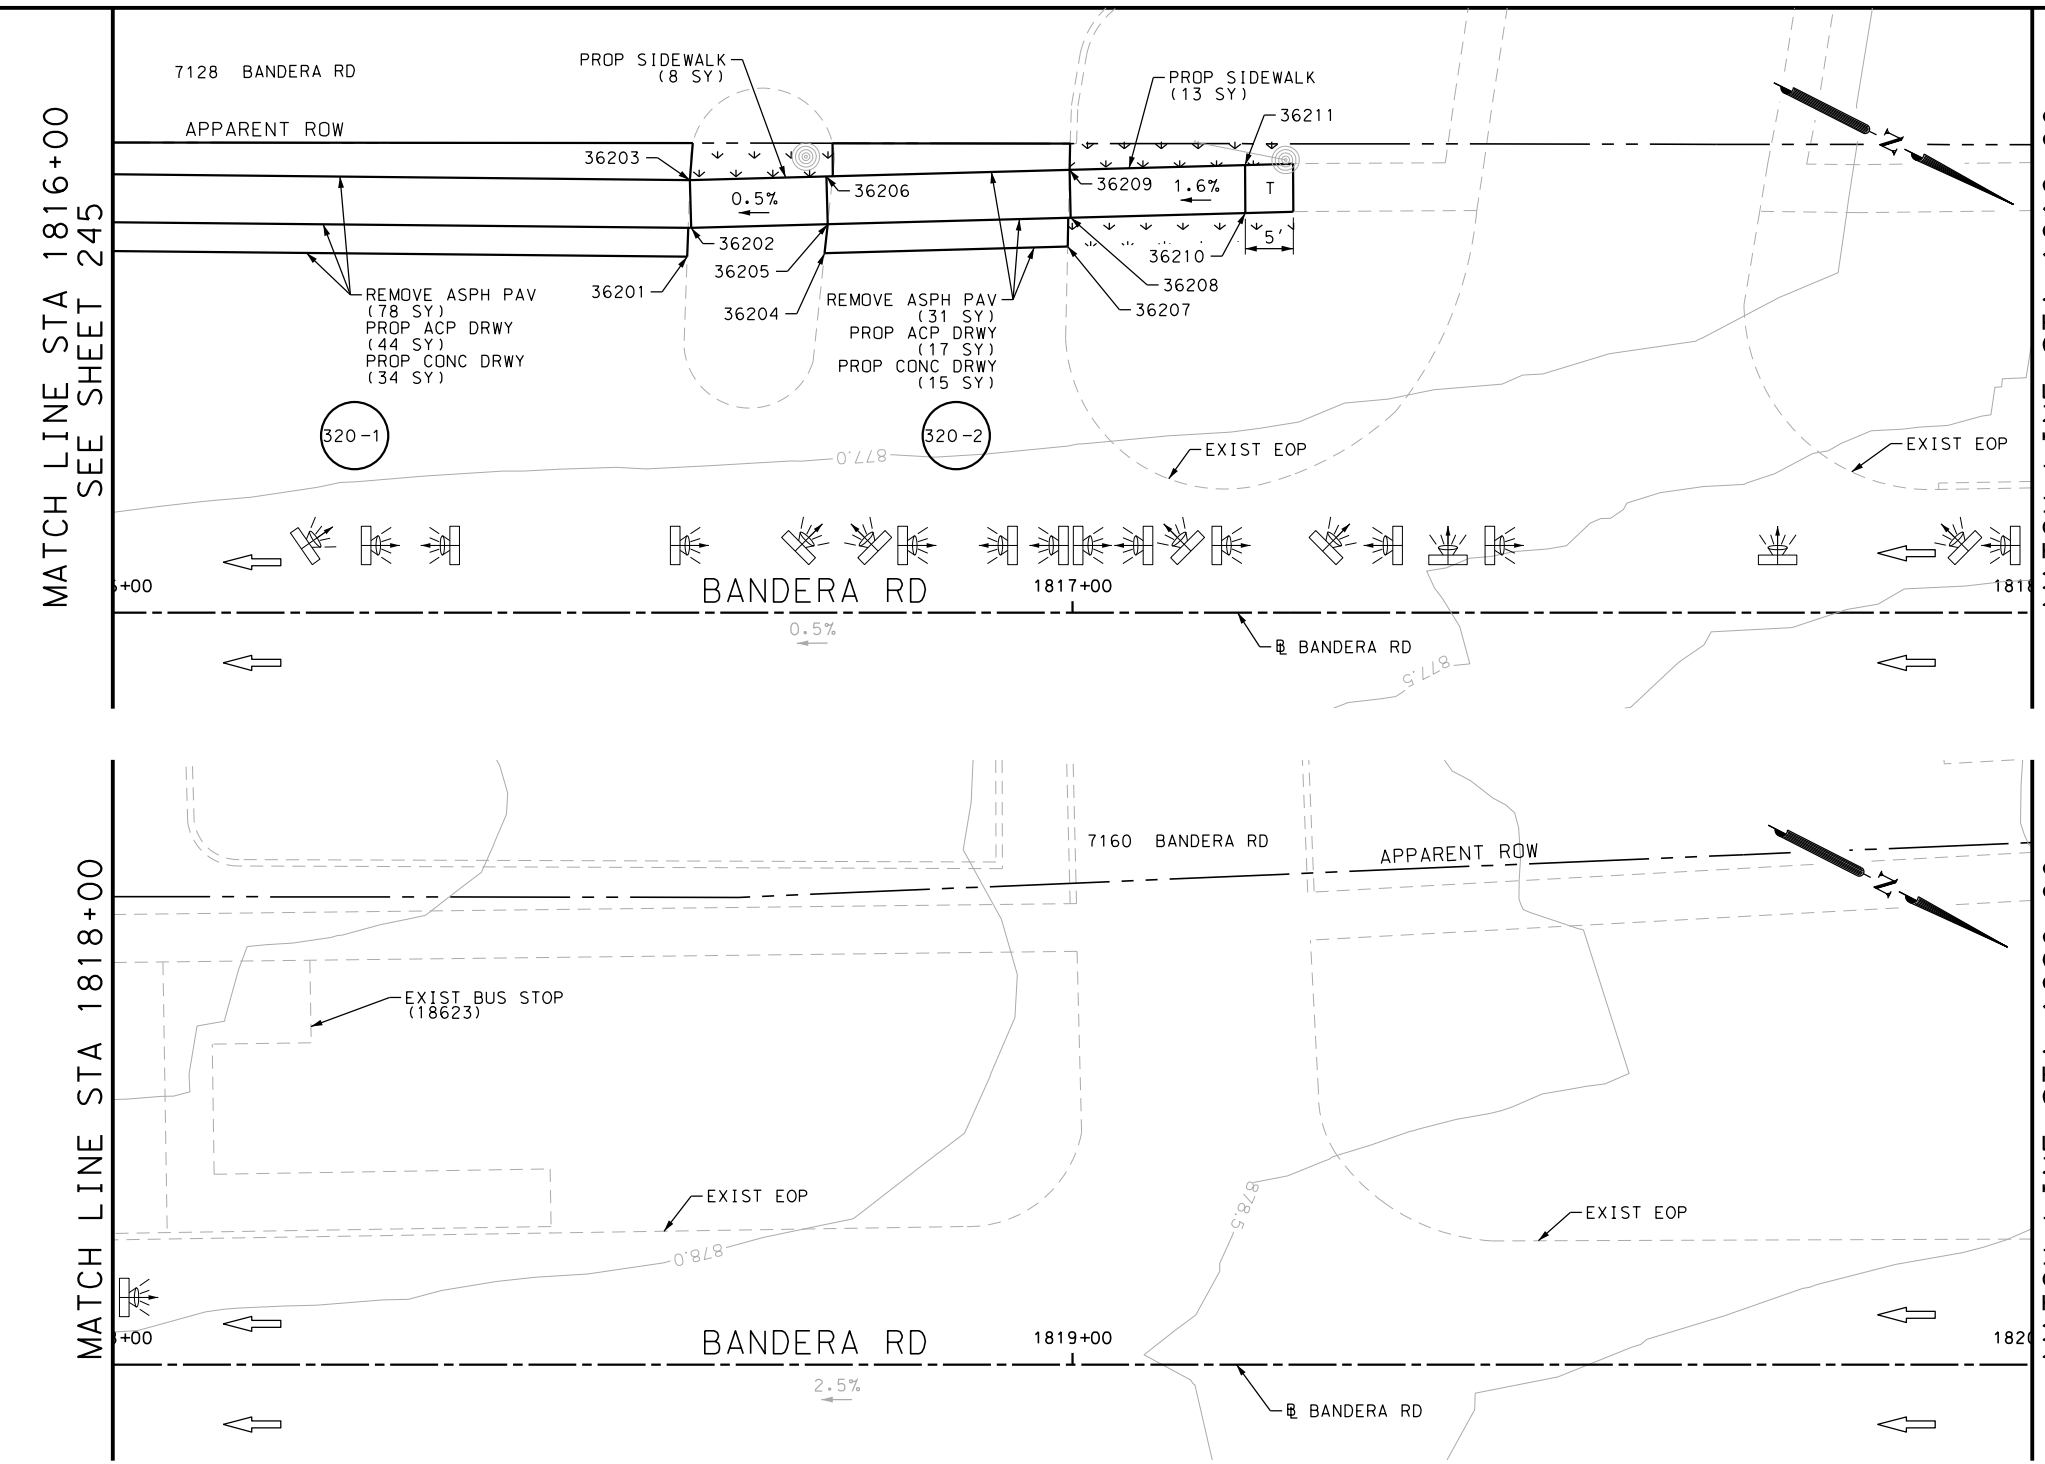 MATCH LINE STA 1816+00
SEE SHEET 245
7128 BANDERA RD
PROP SIDEWALK
(8 SY)
PROP SIDEWALK
(13 SY)
36211
APPARENT ROW
36203
36206
36209
1.6%
T
0.5%
36202
36205
36210
5'
36201
36204
36208
36207
REMOVE ASPH PAV
(78 SY)
PROP ACP DRWY
(44 SY)
PROP CONC DRWY
(34 SY)
REMOVE ASPH PAV
(31 SY)
PROP ACP DRWY
(17 SY)
PROP CONC DRWY
(15 SY)
320-1
320-2
877.0
EXIST EOP
EXIST EOP
N
+00
BANDERA RD
1817+00
1818
0.5%
BL BANDERA RD
877.5
MATCH LINE STA 1818+00
7160 BANDERA RD
APPARENT ROW
N
EXIST BUS STOP
(18623)
EXIST EOP
878.0
878.5
EXIST EOP
+00
BANDERA RD
1819+00
1820
2.5%
BL BANDERA RD